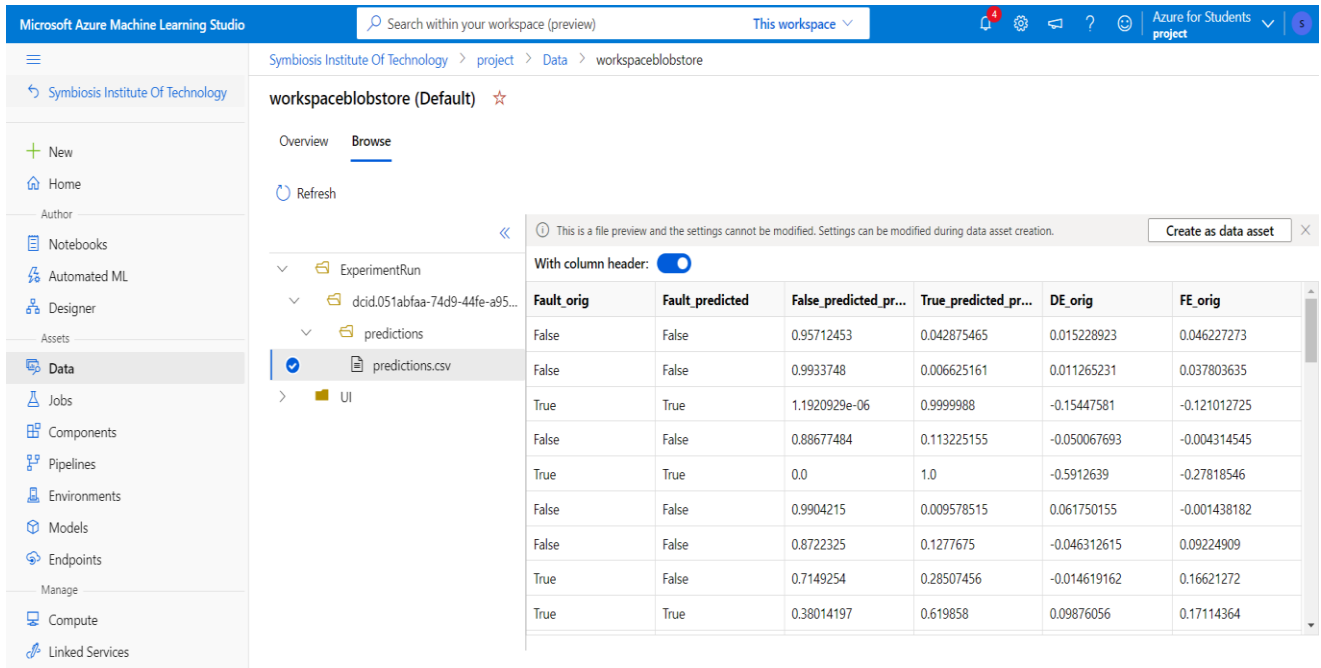 Microsoft Azure Machine Learning Studio
Search within your workspace (preview)
This workspace
4
?
Azure for Students
project
S
Symbiosis Institute Of Technology
New
Home
Author
Notebooks
Automated ML
Designer
Assets
Data
Jobs
Components
Pipelines
Environments
Models
Endpoints
Manage
Compute
Linked Services
Symbiosis Institute Of Technology > project > Data > workspaceblobstore
workspaceblobstore (Default)
Overview Browse
Refresh
ExperimentRun
dcid.051abfaa-74d9-44fe-a95...
predictions
predictions.csv
UI
This is a file preview and the settings cannot be modified. Settings can be modified during data asset creation.
Create as data asset
With column header:
Fault_orig Fault_predicted False_predicted_pr... True_predicted_pr... DE_orig FE_orig
False False 0.95712453 0.042875465 0.015228923 0.046227273
False False 0.9933748 0.006625161 0.011265231 0.037803635
True True 1.1920929e-06 0.9999988 -0.15447581 -0.121012725
False False 0.88677484 0.113225155 -0.050067693 -0.004314545
True True 0.0 1.0 -0.5912639 -0.27818546
False False 0.9904215 0.009578515 0.061750155 -0.001438182
False False 0.8722325 0.1277675 -0.046312615 0.09224909
True False 0.7149254 0.28507456 -0.014619162 0.16621272
True True 0.38014197 0.619858 0.09876056 0.17114364